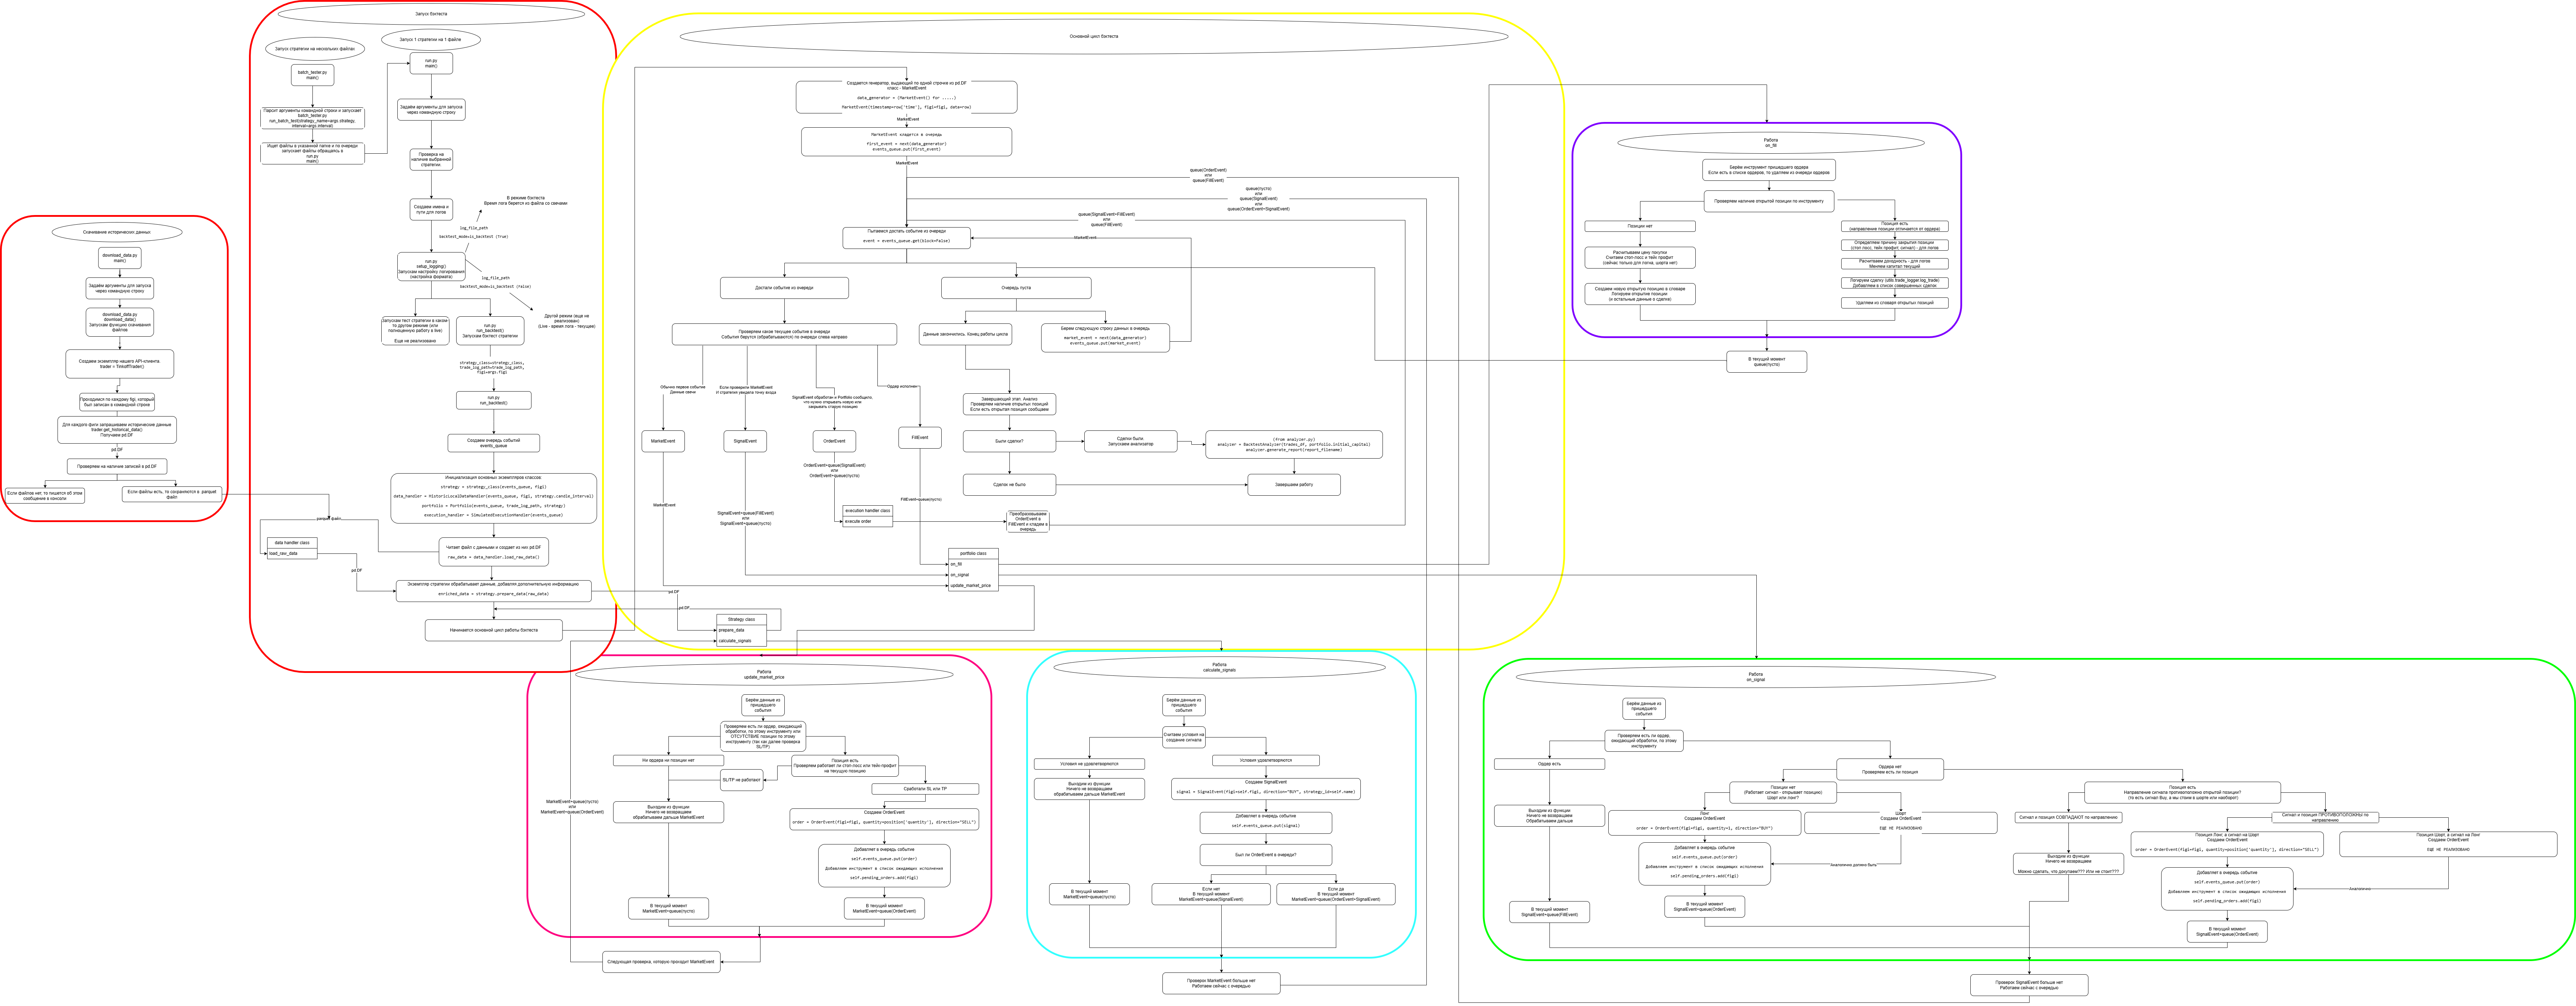 Скачивание исторических данных
download_data.py
main()
Задаём аргументы для запуска
через командную строку
download_data.py
download_data()
Запускам функцию скачивания
файлов
Создаем экземпляр нашего API-клиента
trader = TinkoffTrader()
Проходимся по каждому figi, который
был записан в командной строке
Для каждого фиги запрашиваем исторические данные
trader.get_historical_data()
Получаем pd.DF
pd.DF
Проверяем на наличие записей в pd.DF
Если файлов нет, то пишется об этом
сообщение в консоле
Если файлы есть, то сохраняются в .parquet
файл
Запуск бэктеста
Запуск стратегии на нескольких файлах
batch_tester.py
main()
Парсит аргументы командной строки и запускает
batch_tester.py
run_batch_test(strategy_name=args.strategy,
interval=args.interval)
Ищет файлы в указанной папке и по очереди
запускает файлы обращаясь в
run.py
main()
Запуск 1 стратегии на 1 файле
run.py
main()
Задаём аргументы для запуска
через командную строку
Проверка на
наличие выбранной
стратегии.
Создаем имена и
пути для логов
В режиме бэктеста
Время лога берется из файла со свечами
log_file_path
backtest_mode=is_backtest (True)
run.py
setup_logging()
Запускам настройку логирования
(настройка формата)
log_file_path
backtest_mode=is_backtest (False)
Другой режим (еще не
реализован)
(Live - время лога - текущее)
Запускам тест стратегии в каком-
то другом режиме (или
полноценную работу в live)
Еще не реализовано
run.py
run_backtest()
Запускам бэктест стратегии
strategy_class=strategy_class,
trade_log_path=trade_log_path,
figi=args.figi
run.py
run_backtest()
Создаем очередь событий
events_queue
Инициализация основных экземпляров классов:
strategy = strategy_class(events_queue, figi)
data_handler = HistoricLocalDataHandler(events_queue, figi, strategy.candle_interval)
portfolio = Portfolio(events_queue, trade_log_path, strategy)
execution_handler = SimulatedExecutionHandler(events_queue)
parquet файл
data handler class
load_raw_data
Читает файл с данными и создает из них pd.DF
raw_data = data_handler.load_raw_data()
pd.DF
Экземпляр стратегии обрабатывает данные, добавляя дополнительную информацию
enriched_data = strategy.prepare_data(raw_data)
Начинается основной цикл работы бэктеста
pd.DF
pd.DF
Strategy class
prepare_data
calculate_signals
Основной цикл бэктеста
Создается генератор, выдающий по одной строчке из pd.DF
класс - MarketEvent
data_generator = (MarketEvent() for .....)
MarketEvent(timestamp=row['time'], figi=figi, data=row)
MarketEvent
MarketEvent кладется в очередь
first_event = next(data_generator)
events_queue.put(first_event)
MarketEvent
queue(OrderEvent)
или
queue(FillEvent)
queue(пусто)
или
queue(SignalEvent)
или
queue(OrderEvent+SignalEvent)
queue(SignalEvent+FillEvent)
или
queue(FillEvent)
Пытаемся достать событие из очереди
event = events_queue.get(block=False)
MarketEvent
Достали событие из очереди
Очередь пуста
Проверяем какое текущее событие в очереди
События берутся (обрабатываются) по очереди слева направо
Данные закончились. Конец работы цикла
Берем следующую строку данных в очередь
market_event = next(data_generator)
events_queue.put(market_event)
Обычно первое событие
Данные свечи
Если проверили MarketEvent
И стратегия увидела точку входа
SignalEvent обработан и Portfolio сообщило,
что нужно открывать новую или
закрывать старую позицию
Ордер исполнен
MarketEvent
SignalEvent
OrderEvent
FillEvent
Завершающий этап. Анализ
Проверяем наличие открытых позиций
Если есть открытая позиция сообщаем
Были сделки?
Сделки были
Запускаем анализатор
(from analyzer.py)
analyzer = BacktestAnalyzer(trades_df, portfolio.initial_capital)
analyzer.generate_report(report_filename)
Сделок не было
Завершаем работу
OrderEvent+queue(SignalEvent)
или
OrderEvent+queue(пусто)
MarketEvent
SignalEvent+queue(FillEvent)
или
SignalEvent+queue(пусто)
FillEvent+queue(пусто)
execution handler class
execute order
Преобразовываем
OrderEvent в
FillEvent и кладем в
очередь
portfolio class
on_fill
on_signal
update_market_price
Работа
on_fill
Берём инструмент пришедшего ордера
Если есть в списке ордеров, то удаляем из очереди ордеров
Проверяем наличие открытой позиции по инструменту
Позиции нет
Расчитываем цену покупки
Считаем стоп-лосс и тейк профит
(сейчас только для логна, шорта нет)
Создаем новую открытую позицию в словаре
Логируем открытие позиции
(и остальные данные о сделке)
Позиция есть
(направление позиции отличается от ордера)
Определяем причину закрытия позиции
(стоп лосс, тейк профит, сигнал) - для логов
Расчитвеам доходность - для логов
Меняем капитал текущий
Логируем сделку (utils.trade_logger.log_trade)
Добавляем в список совершенных сделок
Удаляем из словаря открытых позиций
В текущий момент
queue(пусто)
Работа
update_market_price
Берём данные из
пришедшего
события
Проверяем есть ли ордер, ожидающий
обработки, по этому инструменту или
ОТСУТСТВИЕ позиции по этому
инструменту (так как далее проверка
SL/TP)
Ни ордера ни позиции нет
Позиция есть
Проверяем работает ли стоп-лосс или тейк-профит
на текущую позицию
SL/TP не работают
Сработали SL или TP
Выходим из функции
Ничего не возвращаем
обрабатываем дальше MarketEvent
Создаем OrderEvent
order = OrderEvent(figi=figi, quantity=position['quantity'], direction="SELL")
Добавляет в очередь событие
self.events_queue.put(order)
Добавляем инструмент в список ожидающих исполнения
self.pending_orders.add(figi)
В текущий момент
MarketEvent+queue(пусто)
В текущий момент
MarketEvent+queue(OrderEvent)
MarketEvent+queue(пусто)
или
MarketEvent+queue(OrderEvent)
Следующая проверка, которую проходит MarketEvent
Работа
calculate_signals
Берём данные из
пришедшего
события
Считаем условия на
создание сигнала
Условия не удовлетворяются
Условия удовлетворяются
Выходим из функции
Ничего не возвращаем
обрабатываем дальше MarketEvent
Создаем SignalEvent
signal = SignalEvent(figi=self.figi, direction="BUY", strategy_id=self.name)
Добавляет в очередь событие
self.events_queue.put(signal)
Был ли OrderEvent в очереди?
В текущий момент
MarketEvent+queue(пусто)
Если нет
В текущий момент
MarketEvent+queue(SignalEvent)
Если да
В текущий момент
MarketEvent+queue(OrderEvent+SignalEvent)
Проверок MarketEvent больше нет
Работаем сейчас с очередью
Работа
on_signal
Берём данные из
пришедшего
события
Проверяем есть ли ордер,
ожидающий обработки, по этому
инструменту
Ордер есть
Ордера нет
Проверяем есть ли позиция
Выходим из функции
Ничего не возвращаем
Обрабатываем дальше
Позиции нет
(Работает сигнал - открывает позицию)
Шорт или лонг?
Позиция есть
Направление сигнала противоположно открытой позиции?
(то есть сигнал Buy, а мы стоим в шорте или наоборот)
Лонг
Создаем OrderEvent
order = OrderEvent(figi=figi, quantity=1, direction="BUY")
Шорт
Создаем OrderEvent
ЕЩЕ НЕ РЕАЛИЗОВАНО
Сигнал и позиция СОВПАДАЮТ по направлению
Сигнал и позиция ПРОТИВОПОЛОЖНЫ по
направлению
Добавляет в очередь событие
self.events_queue.put(order)
Добавляем инструмент в список ожидающих исполнения
self.pending_orders.add(figi)
Аналогично должно быть
Выходим из функции
Ничего не возвращаем
Можно сделать, что докупаем??? Или не стоит???
Позиция Лонг, а сигнал на Шорт
Создаем OrderEvent
order = OrderEvent(figi=figi, quantity=position['quantity'], direction="SELL")
Позиция Шорт, а сигнал на Лонг
Создаем OrderEvent
ЕЩЕ НЕ РЕАЛИЗОВАНО
Добавляет в очередь событие
self.events_queue.put(order)
Добавляем инструмент в список ожидающих исполнения
self.pending_orders.add(figi)
Аналогично
В текущий момент
SignalEvent+queue(FillEvent)
В текущий момент
SignalEvent+queue(OrderEvent)
В текущий момент
SignalEvent+queue(OrderEvent)
Проверок SignalEvent больше нет
Работаем сейчас с очередью